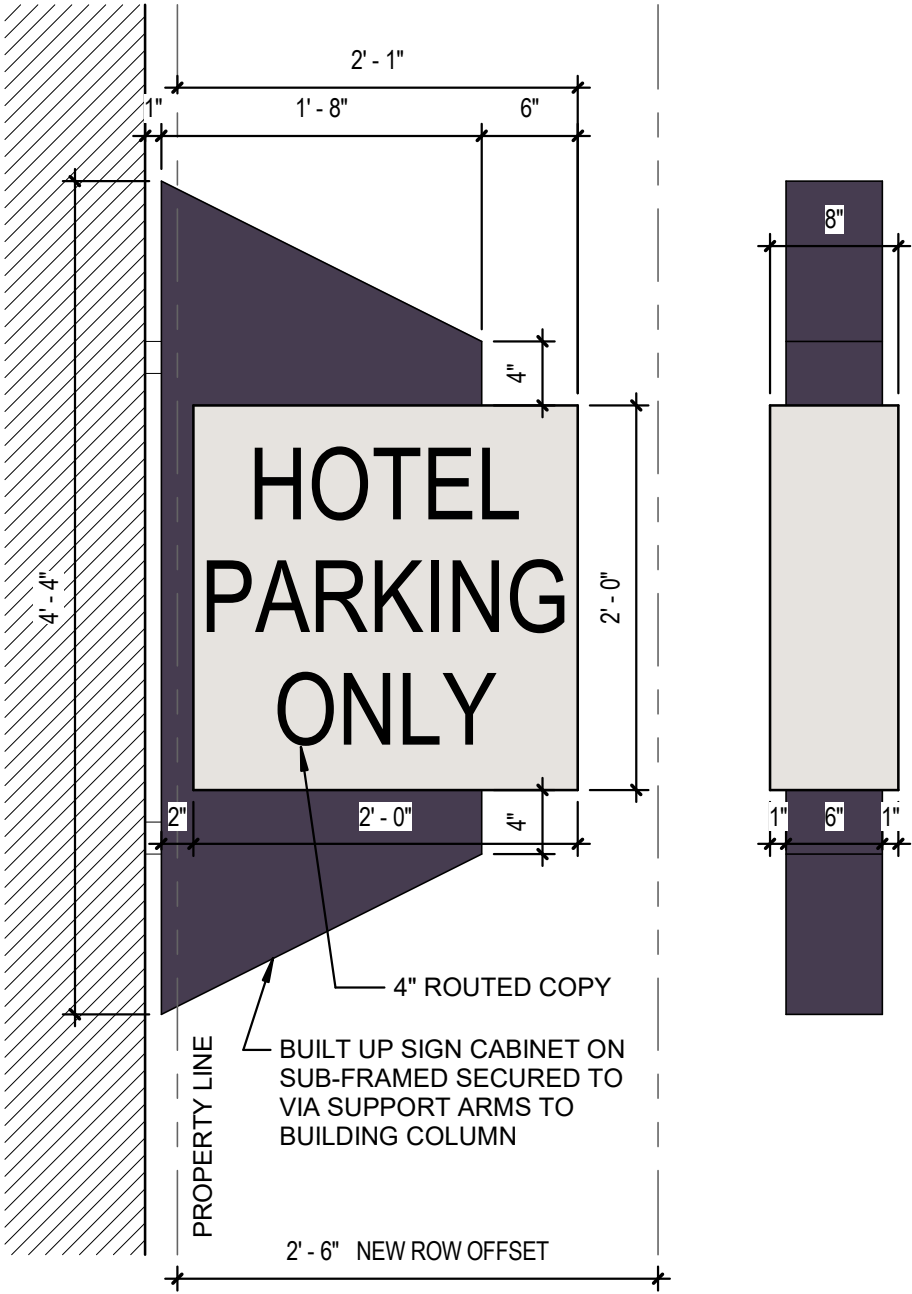 2' - 1"
1" 1' - 8" 6"
8"
4"
HOTEL
PARKING
ONLY
4' - 4"
2' - 0"
2" 2' - 0" 4"
1" 6" 1"
4" ROUTED COPY
BUILT UP SIGN CABINET ON
SUB-FRAMED SECURED TO
VIA SUPPORT ARMS TO
BUILDING COLUMN
PROPERTY LINE
2' - 6" NEW ROW OFFSET